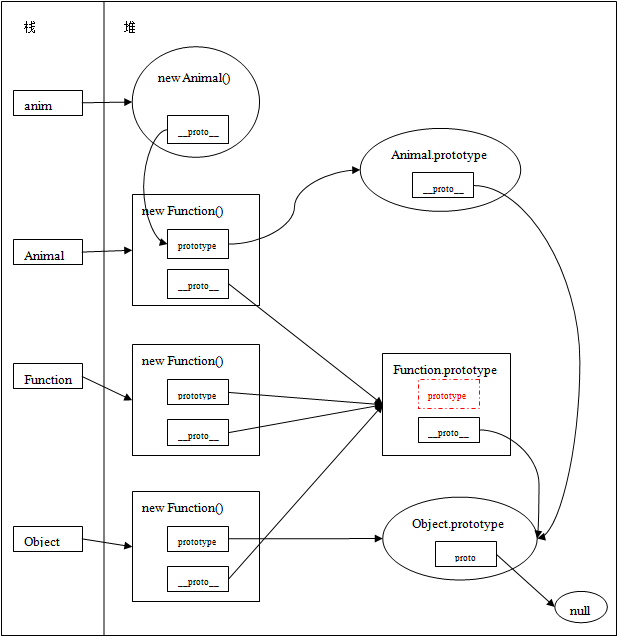 栈
堆
new Animal()
anim
__proto__
Animal.prototype
__proto__
new Function()
prototype
Animal
__proto__
new Function()
Function.prototype
Function
prototype
prototype
__proto__
__proto__
new Function()
Object.prototype
Object
prototype
proto
__proto__
null